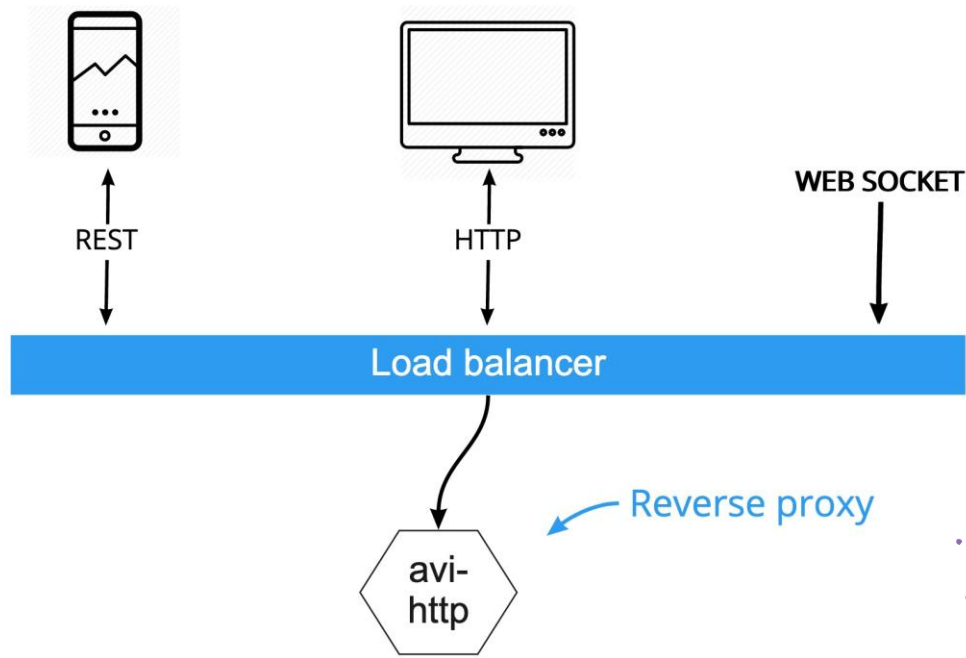 WEB SOCKET
REST
HTTP
Load balancer
Reverse proxy
avi-
http